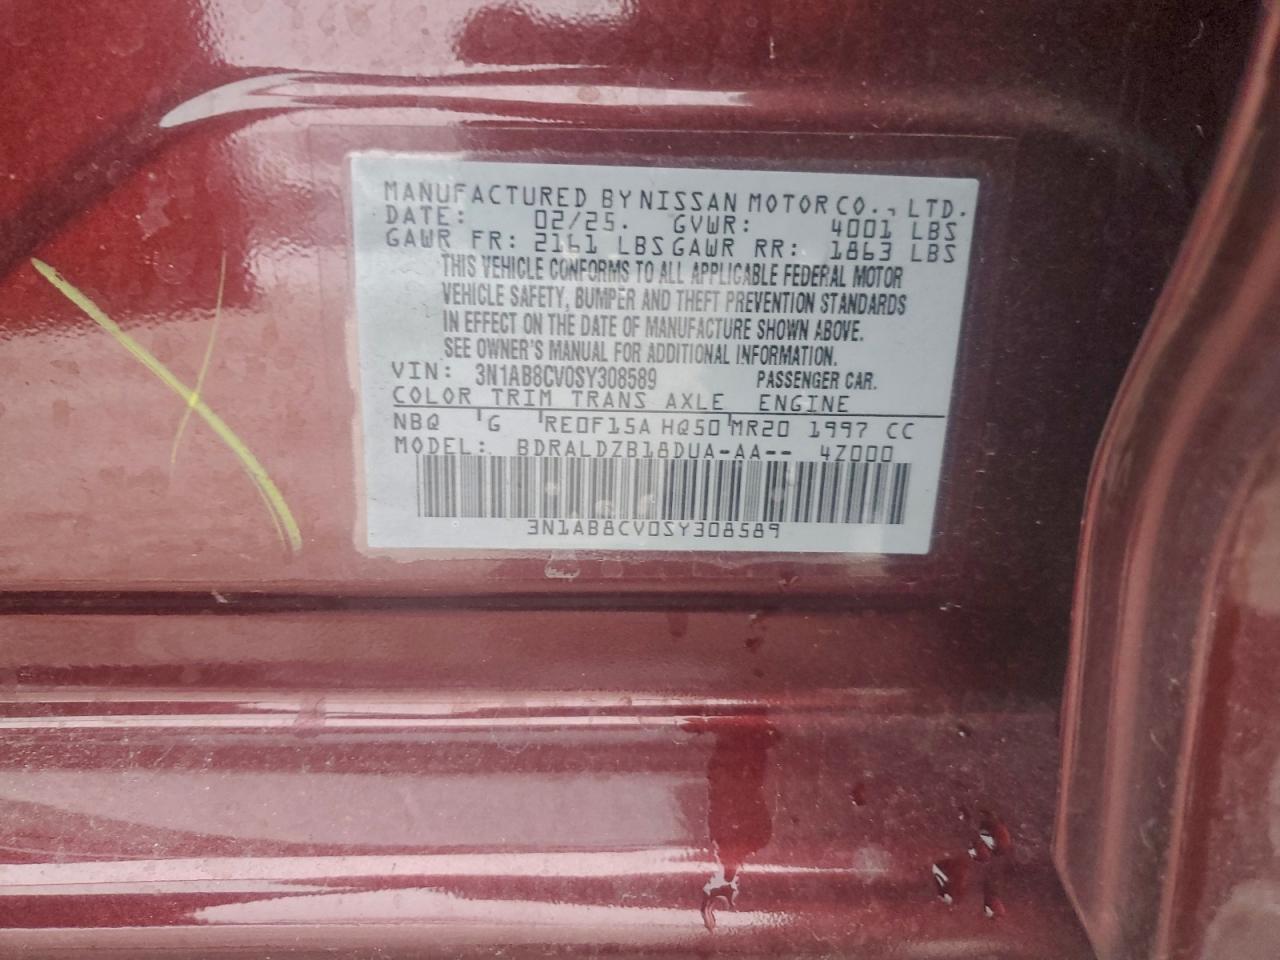 MANUFACTURED BY NISSAN MOTOR CO., LTD.
DATE: 02/25. GVWR: 4001 LBS
GAWR FR: 2161 LBS GAWR RR: 1863 LBS
THIS VEHICLE CONFORMS TO ALL APPLICABLE FEDERAL MOTOR
VEHICLE SAFETY, BUMPER AND THEFT PREVENTION STANDARDS
IN EFFECT ON THE DATE OF MANUFACTURE SHOWN ABOVE.
SEE OWNER'S MANUAL FOR ADDITIONAL INFORMATION.
VIN: 3N1AB8CV0SY308589 PASSENGER CAR.
COLOR TRIM TRANS AXLE ENGINE
NBQ G RE0F15A HQ50 MR20 1997 CC
MODEL: BDRALDZB18DUA-AA-- 4Z000
3N1AB8CV0SY308589